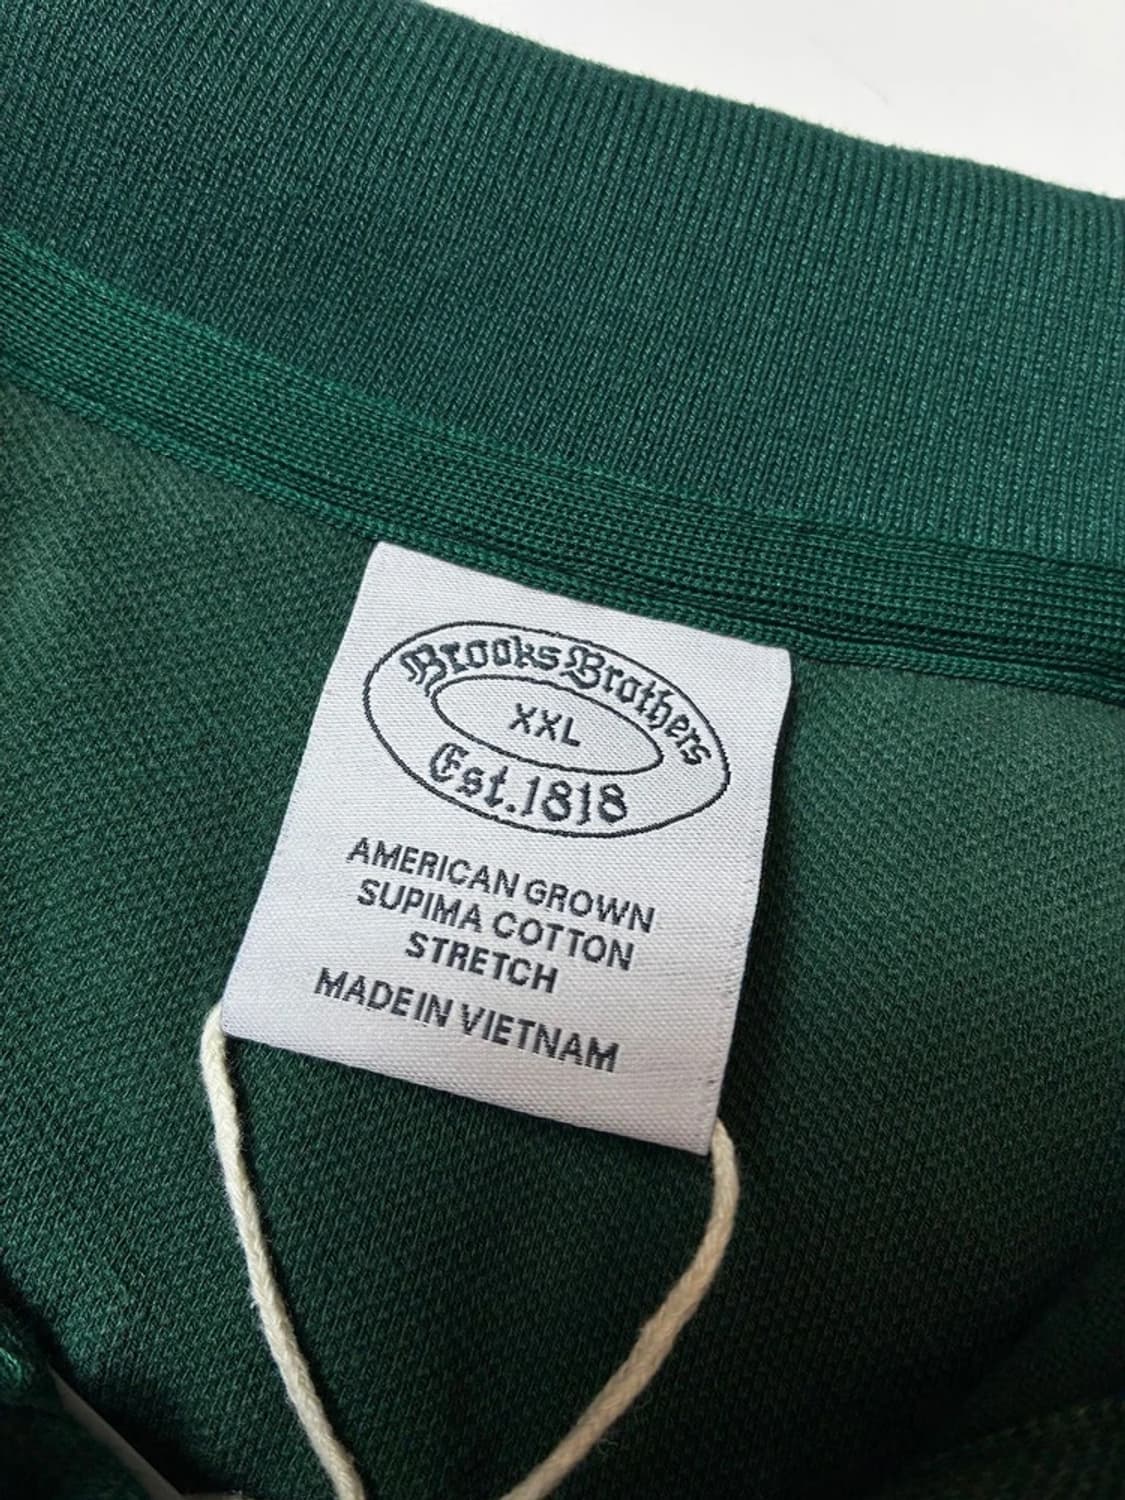 Brooks Brothers
XXL
Est. 1818
AMERICAN GROWN
SUPIMA COTTON
STRETCH
MADE IN VIETNAM